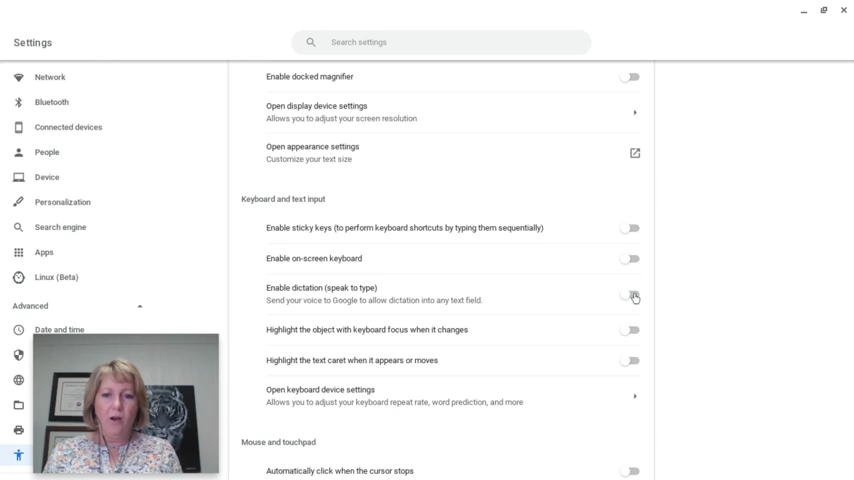 Settings
Search settings
Network
Bluetooth
Connected devices
People
Device
Personalization
Search engine
Apps
Linux (Beta)
Advanced
Date and time
Enable docked magnifier
Open display device settings
Allows you to adjust your screen resolution
Open appearance settings
Customize your text size
Keyboard and text input
Enable sticky keys (to perform keyboard shortcuts by typing them sequentially)
Enable on-screen keyboard
Enable dictation (speak to type)
Send your voice to Google to allow dictation into any text field.
Highlight the object with keyboard focus when it changes
Highlight the text caret when it appears or moves
Open keyboard device settings
Allows you to adjust your keyboard repeat rate, word prediction, and more
Mouse and touchpad
Automatically click when the cursor stops